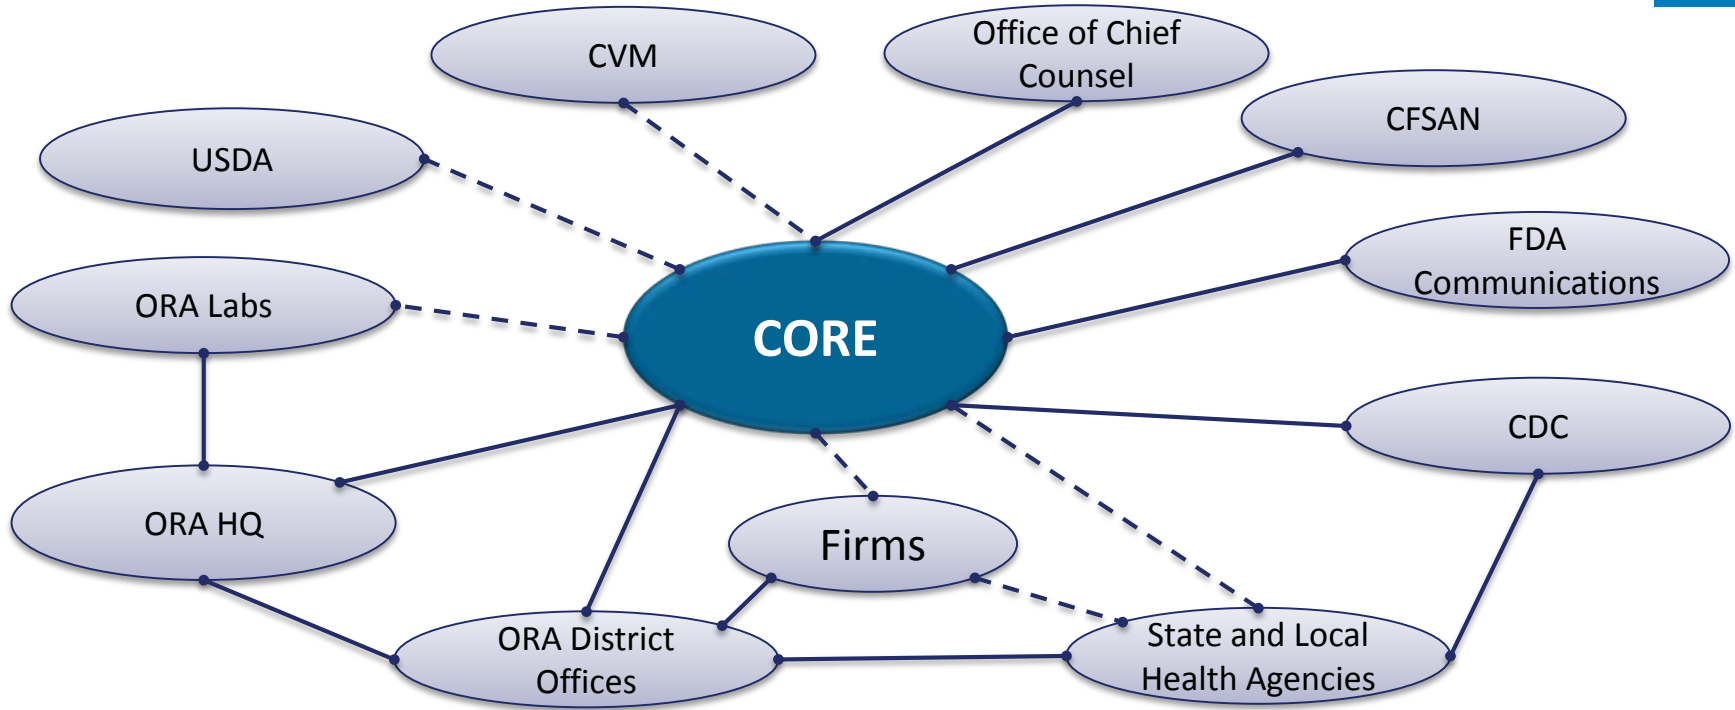 CVM
Office of Chief
Counsel
CFSAN
USDA
FDA
Communications
ORA Labs
CORE
CDC
ORA HQ
Firms
ORA District
Offices
State and Local
Health Agencies